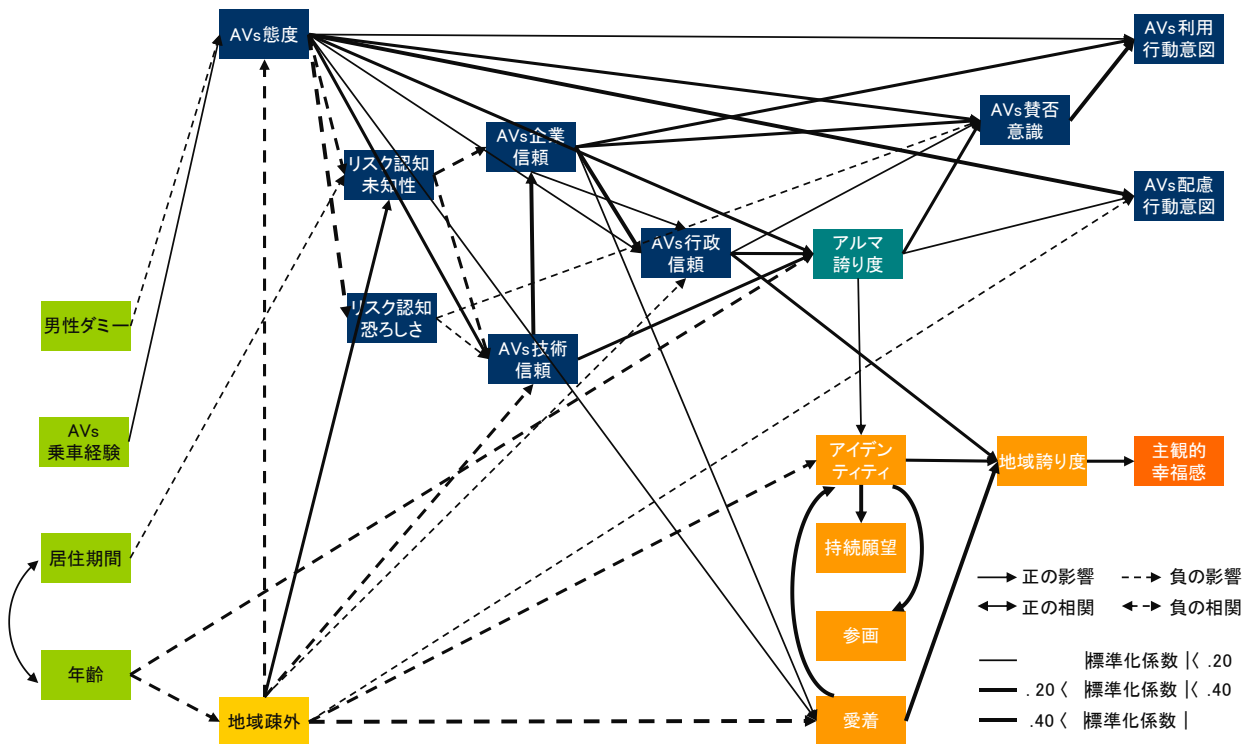 AVs態度
AVs利用
行動意図
AVs賛否
意識
AVs企業
信頼
リスク認知
未知性
AVs配慮
行動意図
AVs行政
信頼
アルマ
誇り度
リスク認知
恐ろしさ
男性ダミー
AVs技術
信頼
AVs
乗車経験
アイデン
ティティ
地域誇り度
主観的
幸福感
居住期間
持続願望
正の影響
負の影響
正の相関
負の相関
参画
年齢
地域疎外
愛着
|標準化係数|< .20
.20< |標準化係数|< .40
.40< |標準化係数|